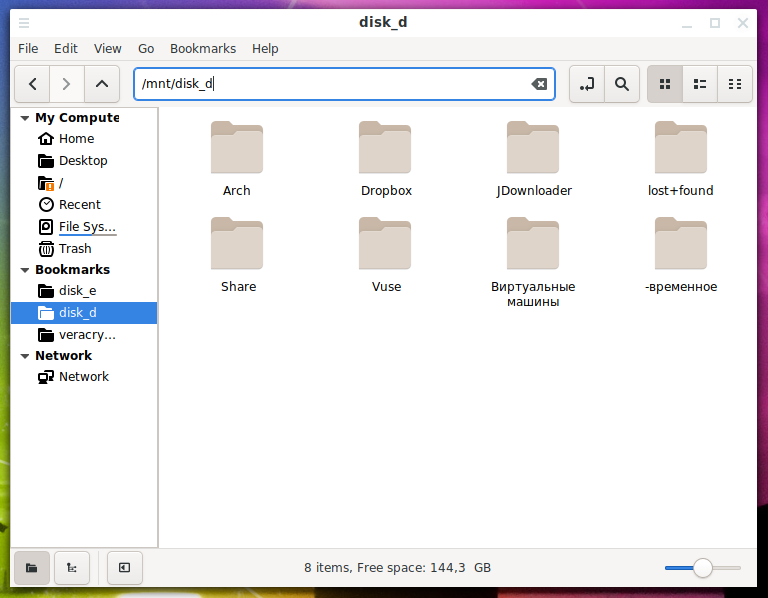 disk_d
File Edit View Go Bookmarks Help
/mnt/disk_d
My Compute
Home
Desktop
/
Recent
File Sys...
Trash
Bookmarks
disk_e
disk_d
veracry...
Network
Network
Arch Dropbox JDownloader lost+found
Share Vuse Виртуальные -временное
машины
8 items, Free space: 144,3 GB